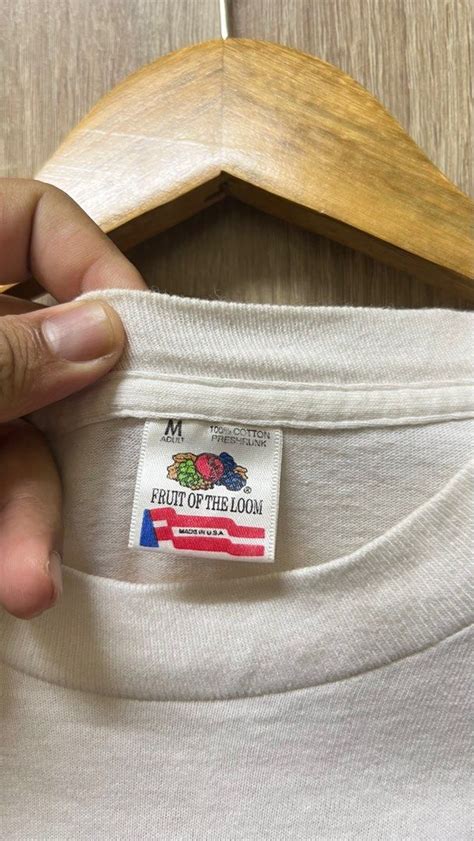 M 100% COTTON
ADULT PRESHRUNK
®
FRUIT OF THE LOOM
MADE IN U.S.A.